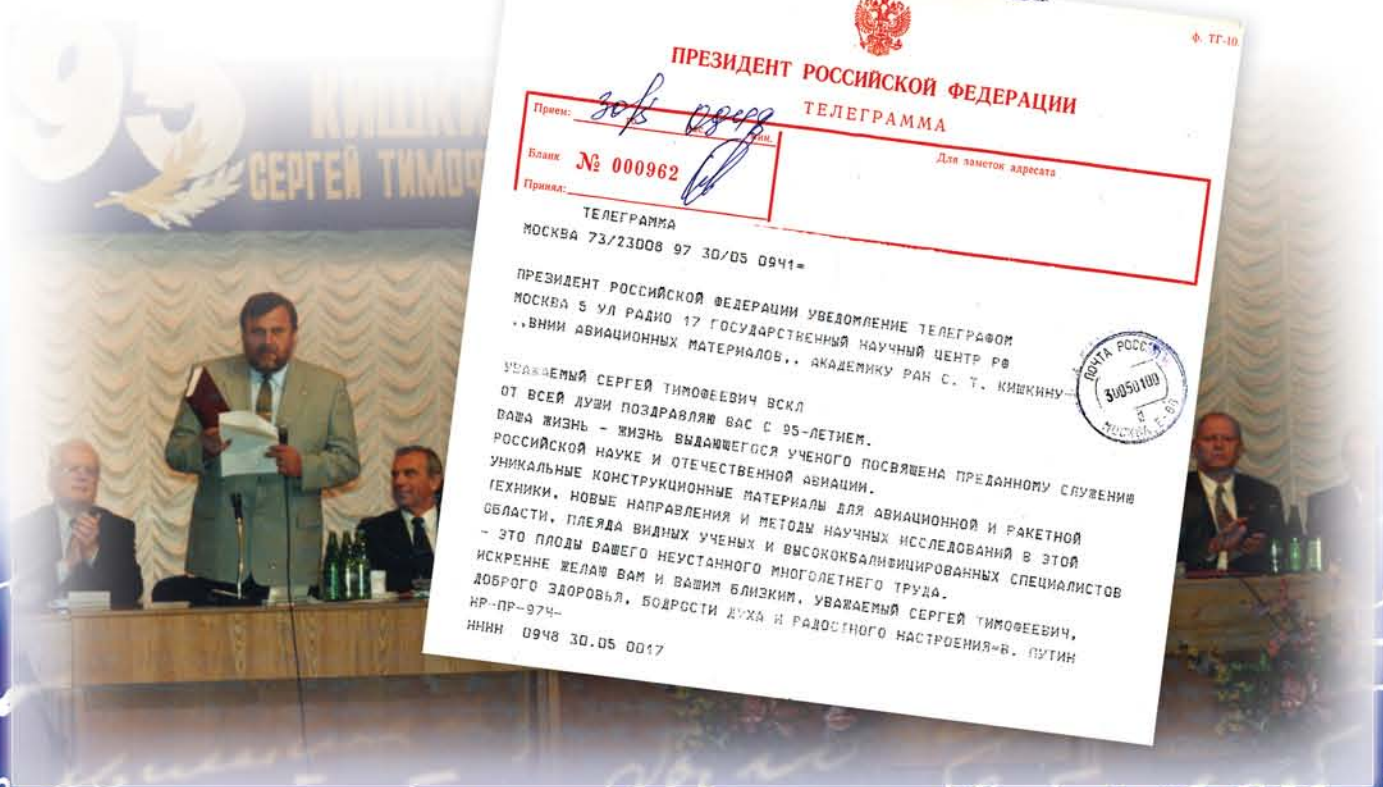 95
СЕРГЕЙ
ф. ТГ-10
ПРЕЗИДЕНТ РОССИЙСКОЙ ФЕДЕРАЦИИ
ТЕЛЕГРАММА
Прием: 30/5 0848
мин.
Для заметок адресата
Бланк № 000962
Принял:
ТЕЛЕГРАММА
МОСКВА 73/23008 97 30/05 0941=
ПРЕЗИДЕНТ РОССИЙСКОЙ ФЕДЕРАЦИИ УВЕДОМЛЕНИЕ ТЕЛЕГРАФОМ
МОСКВА 5 УЛ РАДИО 17 ГОСУДАРСТВЕННЫЙ НАУЧНЫЙ ЦЕНТР РФ
,,ВНИИ АВИАЦИОННЫХ МАТЕРИАЛОВ,, АКАДЕМИКУ РАН С. Т. КИШКИНУ-
УВАЖАЕМЫЙ СЕРГЕЙ ТИМОФЕЕВИЧ ВСКЛ
ОТ ВСЕЙ ДУШИ ПОЗДРАВЛЯЮ ВАС С 95-ЛЕТИЕМ.
ВАША ЖИЗНЬ - ЖИЗНЬ ВЫДАЮЩЕГОСЯ УЧЕНОГО ПОСВЯЩЕНА ПРЕДАННОМУ СЛУЖЕНИЮ
РОССИЙСКОЙ НАУКЕ И ОТЕЧЕСТВЕННОЙ АВИАЦИИ.
УНИКАЛЬНЫЕ КОНСТРУКЦИОННЫЕ МАТЕРИАЛЫ ДЛЯ АВИАЦИОННОЙ И РАКЕТНОЙ
ТЕХНИКИ, НОВЫЕ НАПРАВЛЕНИЯ И МЕТОДЫ НАУЧНЫХ ИССЛЕДОВАНИЙ В ЭТОЙ
ОБЛАСТИ, ПЛЕЯДА ВИДНЫХ УЧЕНЫХ И ВЫСОКОКВАЛИФИЦИРОВАННЫХ СПЕЦИАЛИСТОВ
- ЭТО ПЛОДЫ ВАШЕГО НЕУСТАННОГО МНОГОЛЕТНЕГО ТРУДА.
ИСКРЕННЕ ЖЕЛАЮ ВАМ И ВАШИМ БЛИЗКИМ, УВАЖАЕМЫЙ СЕРГЕЙ ТИМОФЕЕВИЧ,
ДОБРОГО ЗДОРОВЬЯ, БОДРОСТИ ДУХА И РАДОСТНОГО НАСТРОЕНИЯ=В. ПУТИН
НР-ПР-974-
НННН 0948 30.05 0017
ПОЧТА РОССИИ
МОСКВА